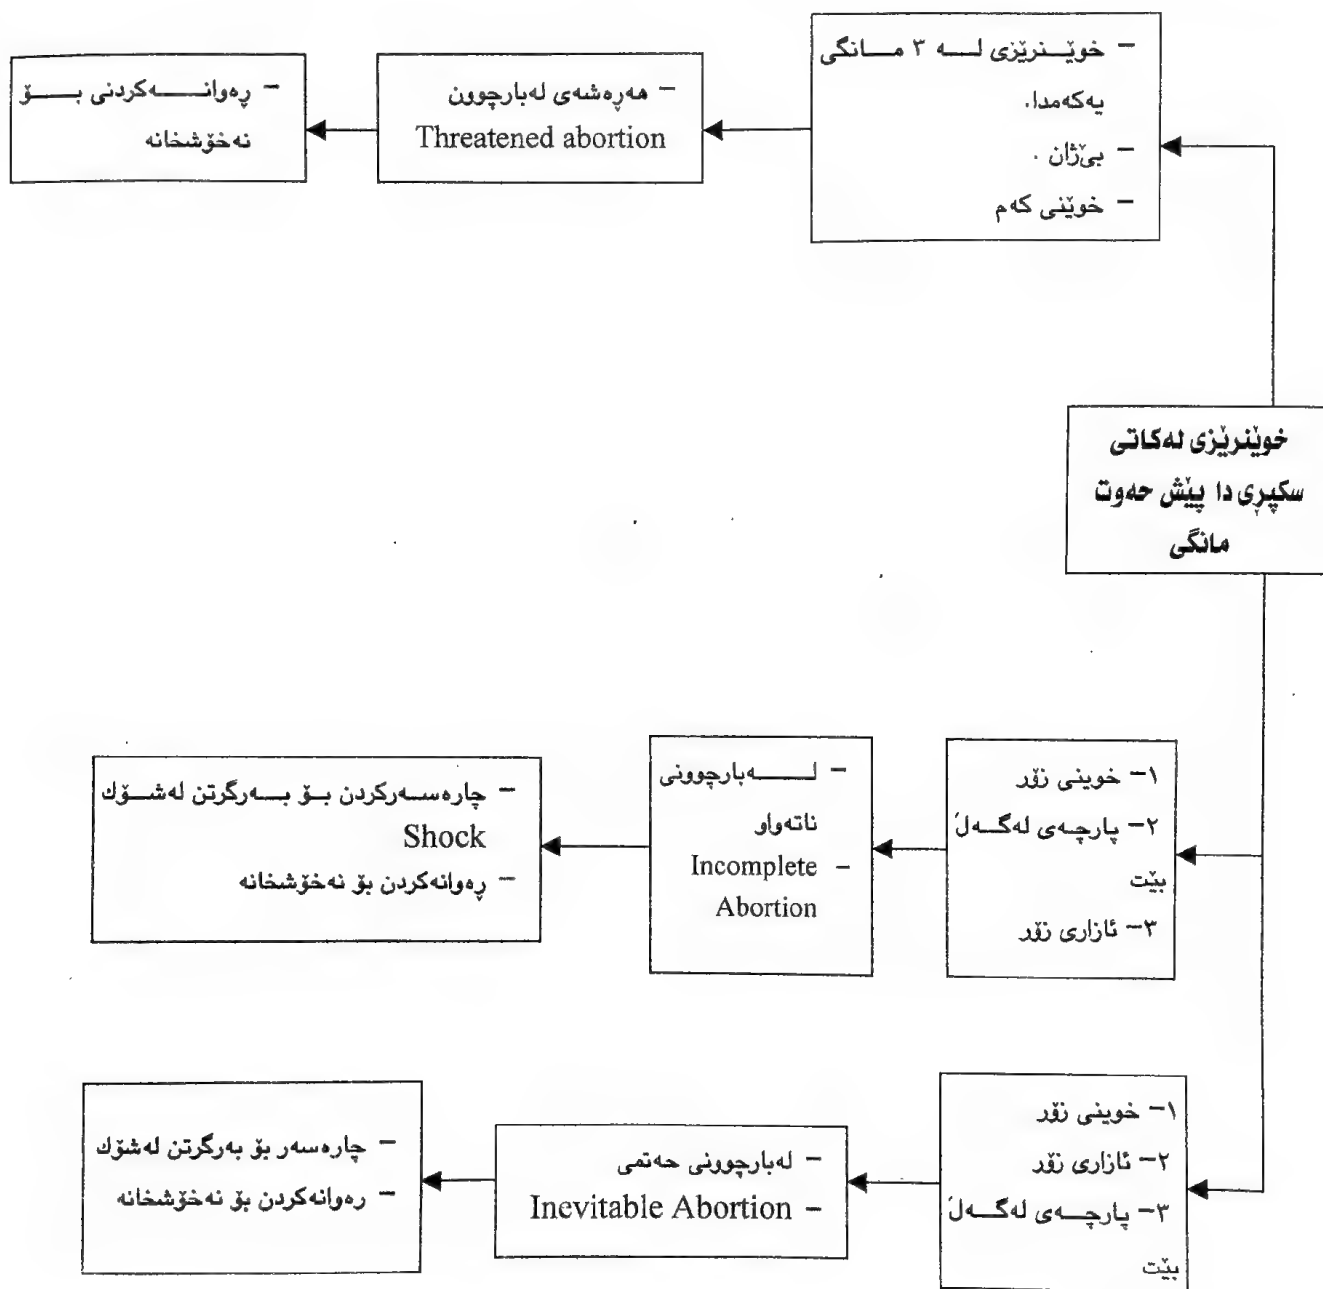 - خوێنرێزی لە ٣ مانگی
یەکەمدا.
- بێژان .
- خوێنی کەم
- هەڕەشەی لەبارچوون
Threatened abortion
- ڕەوانەکردنی بۆ
نەخۆشخانە
خوێنرێزی لەکاتی
سکپڕی دا پێش حەوت
مانگی
١- خوینی زۆر
٢- پارچەی لەگەڵ
بێت
٣- ئازاری زۆر
- لەبارچوونی
ناتەواو
- Incomplete
Abortion
- چارەسەرکردن بۆ بەرگرتن لەشۆك
Shock
- ڕەوانەکردن بۆ نەخۆشخانە
١- خوینی زۆر
٢- ئازاری زۆر
٣- پارچەی لەگەڵ
بێت
- لەبارچوونی حەتمی
- Inevitable Abortion
- چارەسەر بۆ بەرگرتن لەشۆك
- رەوانەکردن بۆ نەخۆشخانە